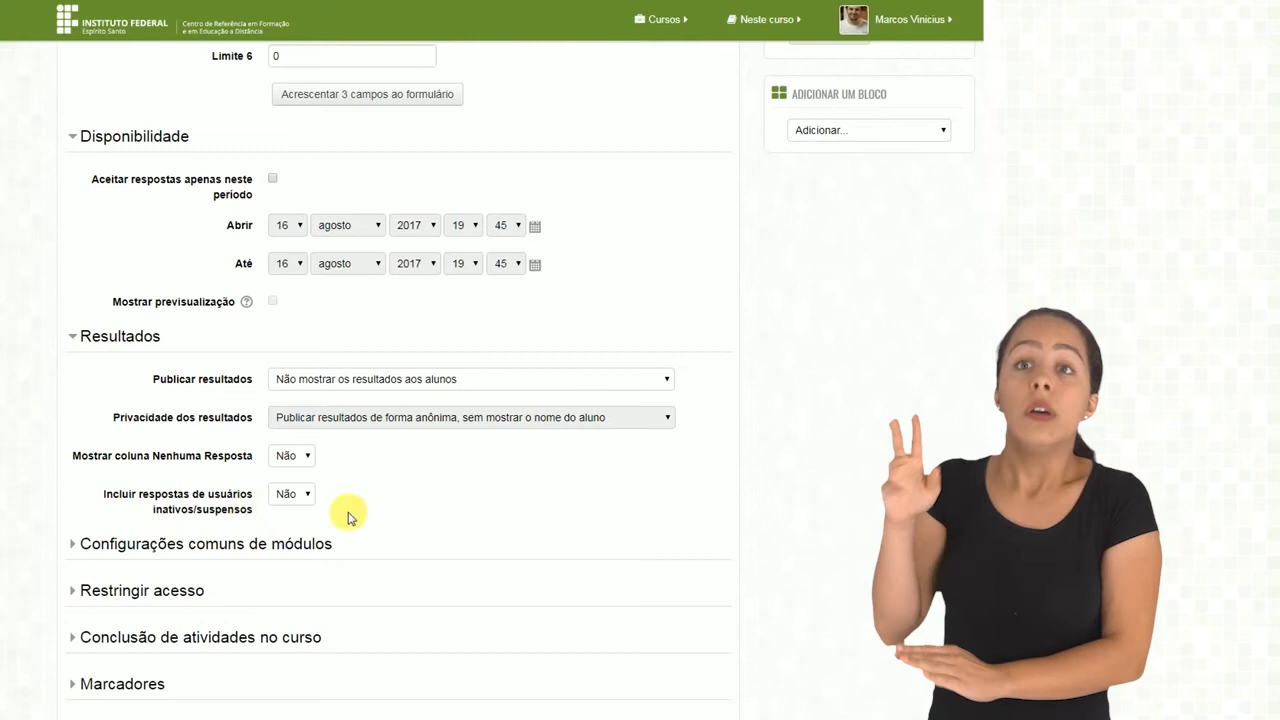 INSTITUTO FEDERAL
Espírito Santo
Centro de Referência em Formação
e em Educação a Distância
Cursos
Neste curso
Marcos Vinicius
Limite 6
0
Acrescentar 3 campos ao formulário
ADICIONAR UM BLOCO
Adicionar...
Disponibilidade
Aceitar respostas apenas neste
período
Abrir
16 agosto 2017 19 45
Até
16 agosto 2017 19 45
Mostrar previsualização
Resultados
Publicar resultados
Não mostrar os resultados aos alunos
Privacidade dos resultados
Publicar resultados de forma anônima, sem mostrar o nome do aluno
Mostrar coluna Nenhuma Resposta
Não
Incluir respostas de usuários
inativos/suspensos
Não
Configurações comuns de módulos
Restringir acesso
Conclusão de atividades no curso
Marcadores